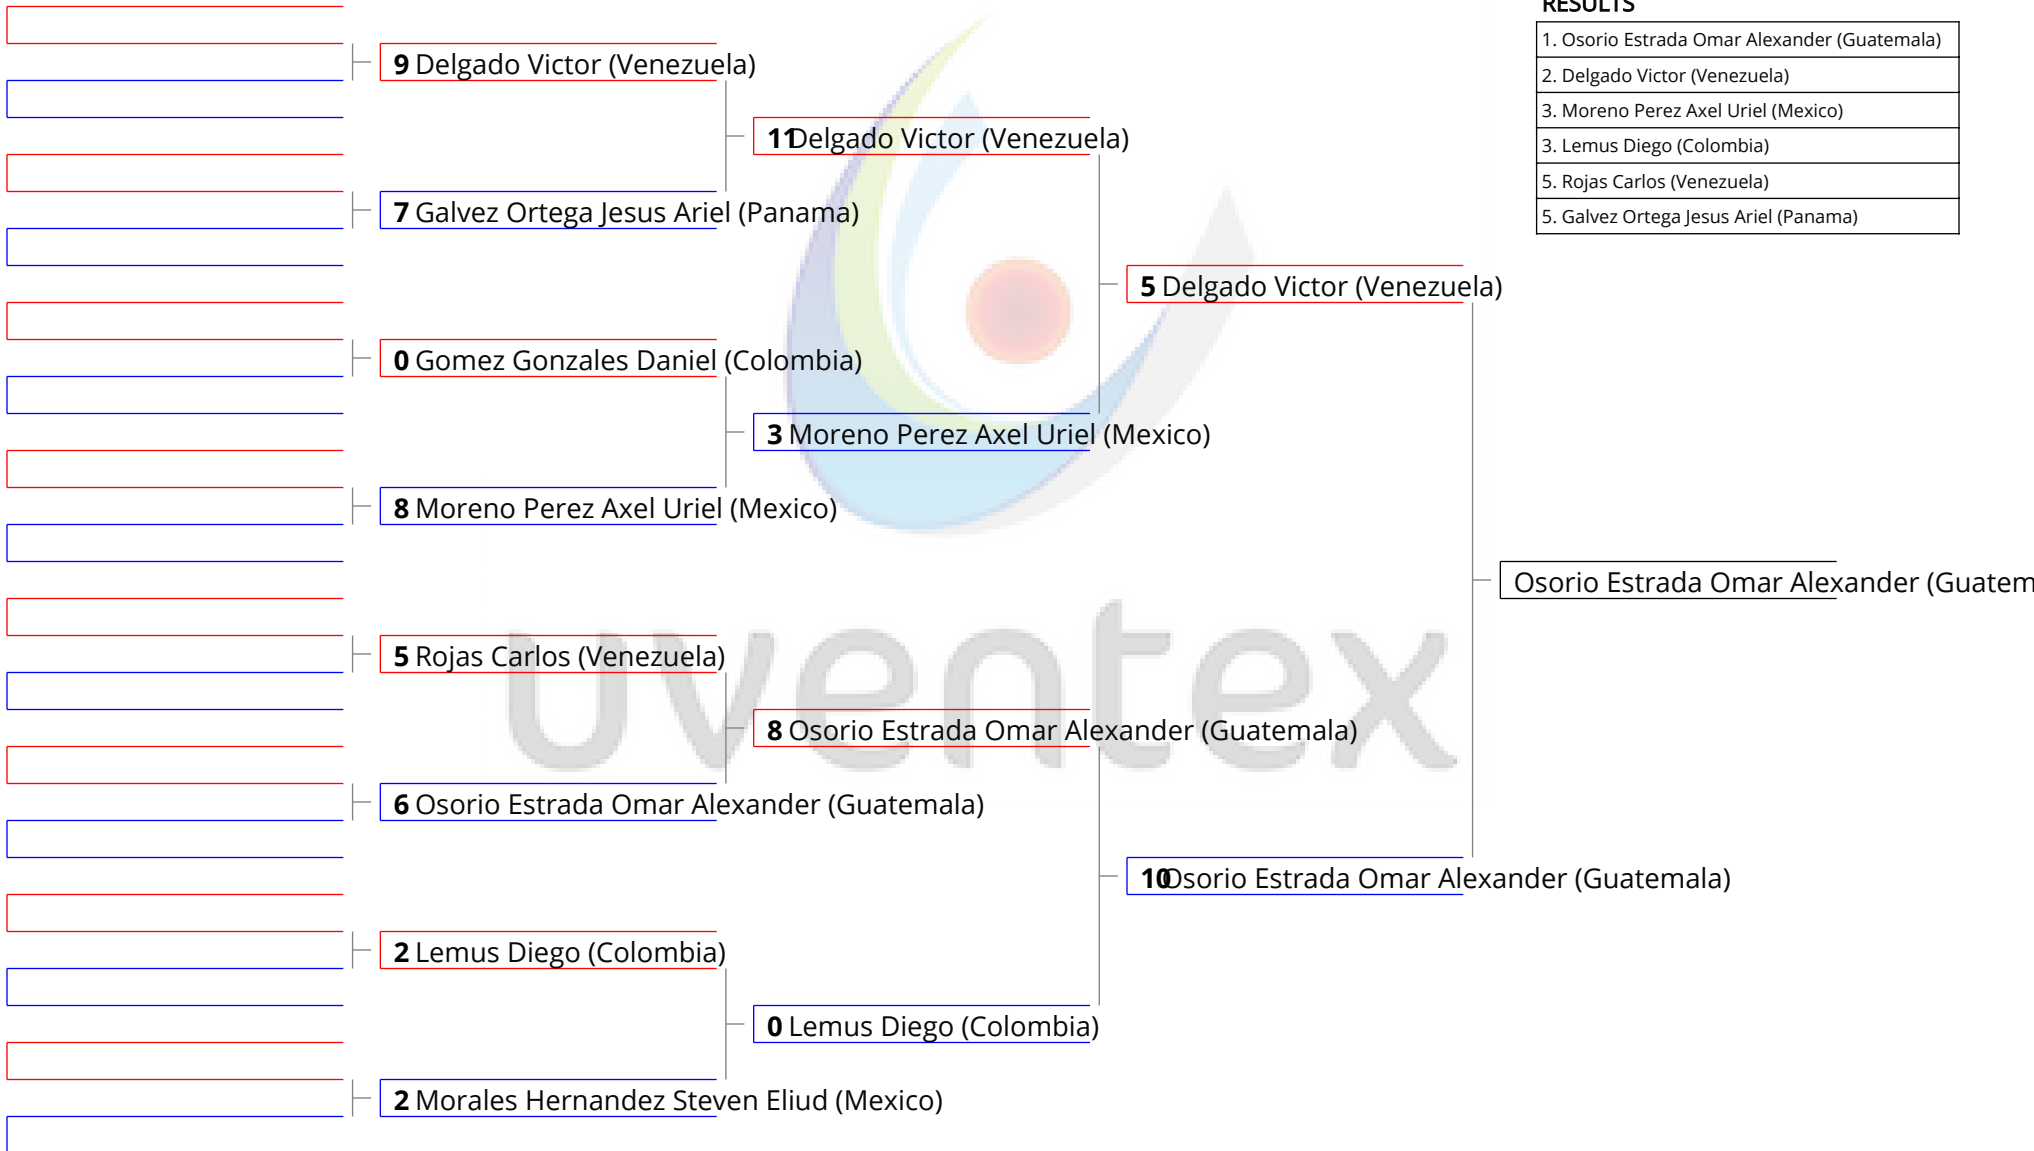 RESULTS
1. Osorio Estrada Omar Alexander (Guatemala)
2. Delgado Victor (Venezuela)
3. Moreno Perez Axel Uriel (Mexico)
3. Lemus Diego (Colombia)
5. Rojas Carlos (Venezuela)
5. Galvez Ortega Jesus Ariel (Panama)
9 Delgado Victor (Venezuela)
11 Delgado Victor (Venezuela)
7 Galvez Ortega Jesus Ariel (Panama)
5 Delgado Victor (Venezuela)
0 Gomez Gonzales Daniel (Colombia)
3 Moreno Perez Axel Uriel (Mexico)
8 Moreno Perez Axel Uriel (Mexico)
Osorio Estrada Omar Alexander (Guatem
5 Rojas Carlos (Venezuela)
uventex
8 Osorio Estrada Omar Alexander (Guatemala)
6 Osorio Estrada Omar Alexander (Guatemala)
10 Osorio Estrada Omar Alexander (Guatemala)
2 Lemus Diego (Colombia)
0 Lemus Diego (Colombia)
2 Morales Hernandez Steven Eliud (Mexico)